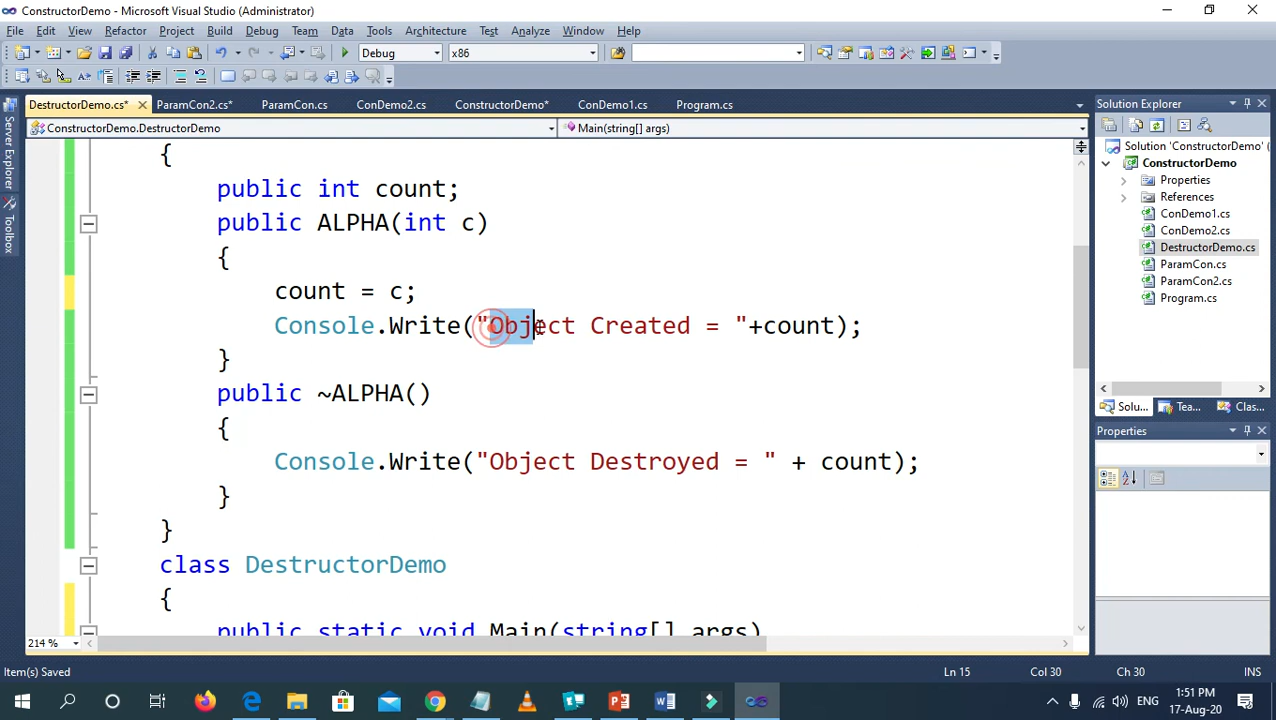 ConstructorDemo - Microsoft Visual Studio (Administrator)
File Edit View Refactor Project Build Debug Team Data Tools Architecture Test Analyze Window Help
Debug x86
DestructorDemo.cs* ParamCon2.cs* ParamCon.cs ConDemo2.cs ConstructorDemo* ConDemo1.cs Program.cs
ConstructorDemo.DestructorDemo Main(string[] args)
Server Explorer
Toolbox
{
public int count;
public ALPHA(int c)
{
count = c;
Console.Write("Object Created = "+count);
}
public ~ALPHA()
{
Console.Write("Object Destroyed = " + count);
}
}
class DestructorDemo
{
public static void Main(string[] args)
214 %
Solution Explorer
Solution 'ConstructorDemo' (
ConstructorDemo
Properties
References
ConDemo1.cs
ConDemo2.cs
DestructorDemo.cs
ParamCon.cs
ParamCon2.cs
Program.cs
Solu... Tea... Clas...
Properties
Item(s) Saved Ln 15 Col 30 Ch 30 INS
ENG 1:51 PM
17-Aug-20